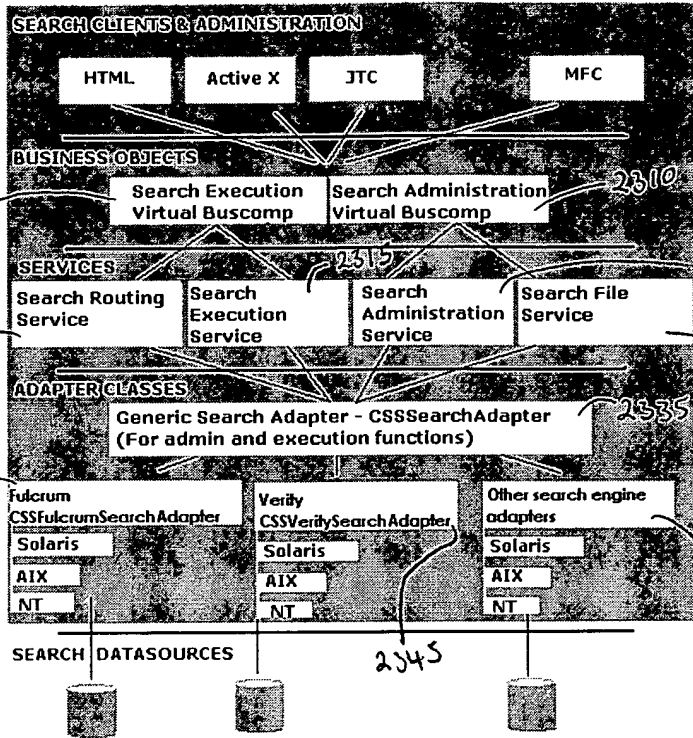 SEARCH CLIENTS & ADMINISTRATION
HTML
Active X
JTC
MFC
BUSINESS OBJECTS
Search Execution
Virtual Buscomp
Search Administration
Virtual Buscomp
2310
SERVICES
2315
Search Routing
Service
Search
Execution
Service
Search
Administration
Service
Search File
Service
ADAPTER CLASSES
Generic Search Adapter - CSSSearchAdapter
(For admin and execution functions)
2335
Fulcrum
CSSFulcrumSearchAdapter
Solaris
AIX
NT
Verity
CSSVeritySearchAdapter
Solaris
AIX
NT
Other search engine
adapters
Solaris
AIX
NT
SEARCH DATASOURCES
2345